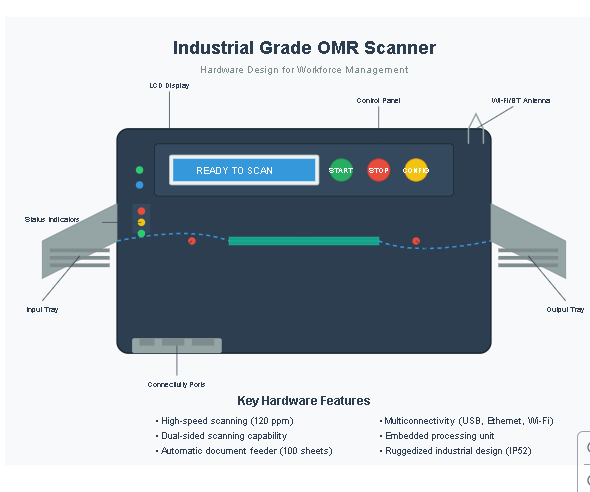 Industrial Grade OMR Scanner
Hardware Design for Workforce Management
LCD Display
Control Panel
Wi-Fi/BT Antenna
READY TO SCAN
START
STOP
CONFIG
Status Indicators
Input Tray
Output Tray
Connectivity Ports
Key Hardware Features
• High-speed scanning (120 ppm)
• Dual-sided scanning capability
• Automatic document feeder (100 sheets)
• Multiconnectivity (USB, Ethernet, Wi-Fi)
• Embedded processing unit
• Ruggedized industrial design (IP52)